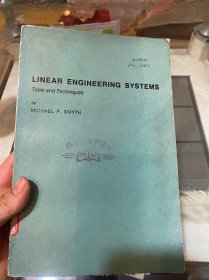 LINEAR ENGINEERING SYSTEMS
Tools and Techniques
by
MICHAEL P. SMYTH